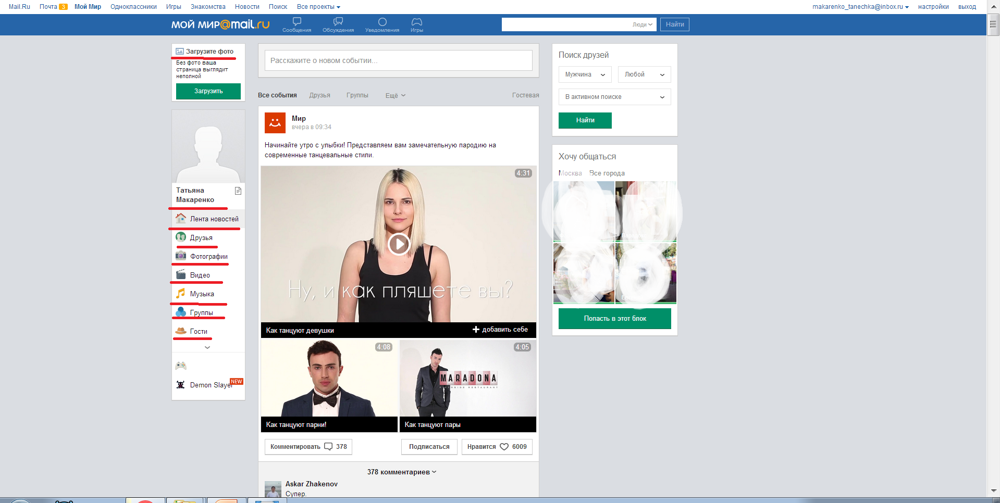 Mail.Ru Почта 3 Мой Мир Одноклассники Игры Знакомства Новости Поиск Все проекты makarenko_tanechka@inbox.ru настройки выход
МОЙ МИР@mail.ru Сообщения Обсуждения Уведомления Игры Люди Найти
Загрузите фото
Без фото ваша
страница выглядит
неполной
Загрузить
Татьяна
Макаренко
Лента новостей
Друзья
Фотографии
Видео
Музыка
Группы
Гости
Demon Slayer NEW
Расскажите о новом событии...
Все события Друзья Группы Ещё Гостевая
Мир
вчера в 09:34
Начинайте утро с улыбки! Представляем вам замечательную пародию на
современные танцевальные стили.
4:31
Ну, и как пляшете вы?
Как танцуют девушки добавить себе
4:08
Как танцуют парни!
4:05
MARADONA
RIVERSIDE RESTAURANT
Как танцуют пары
Комментировать 378 Подписаться Нравится 6009
378 комментариев
Askar Zhakenov
Супер.
Поиск друзей
Мужчина Любой
В активном поиске
Найти
Хочу общаться
Москва Все города
Попасть в этот блок